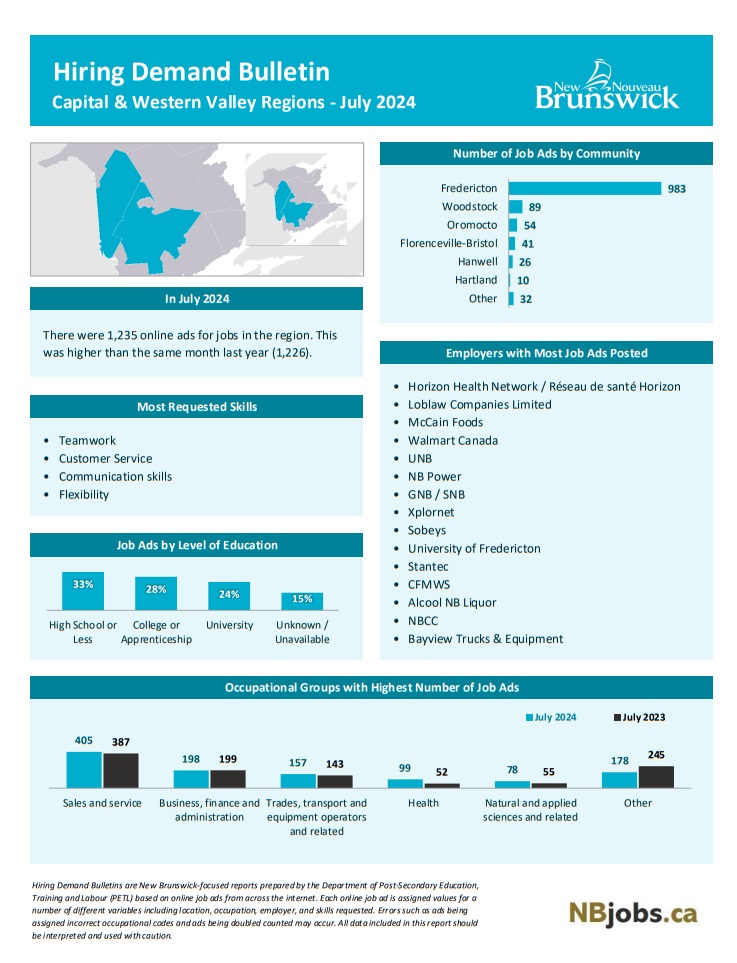 Hiring Demand Bulletin
Capital & Western Valley Regions - July 2024
New Nouveau
Brunswick
In July 2024
There were 1,235 online ads for jobs in the region. This
was higher than the same month last year (1,226).
Most Requested Skills
• Teamwork
• Customer Service
• Communication skills
• Flexibility
Job Ads by Level of Education
33% 28% 24% 15%
High School or College or University Unknown /
Less Apprenticeship Unavailable
Number of Job Ads by Community
Fredericton 983
Woodstock 89
Oromocto 54
Florenceville-Bristol 41
Hanwell 26
Hartland 10
Other 32
Employers with Most Job Ads Posted
• Horizon Health Network / Réseau de santé Horizon
• Loblaw Companies Limited
• McCain Foods
• Walmart Canada
• UNB
• NB Power
• GNB / SNB
• Xplornet
• Sobeys
• University of Fredericton
• Stantec
• CFMWS
• Alcool NB Liquor
• NBCC
• Bayview Trucks & Equipment
Occupational Groups with Highest Number of Job Ads
July 2024 July 2023
405 387 198 199 157 143 99 52 78 55 178 245
Sales and service Business, finance and Trades, transport and Health Natural and applied Other
administration equipment operators sciences and related
and related
Hiring Demand Bulletins are New Brunswick-focused reports prepared by the Department of Post-Secondary Education,
Training and Labour (PETL) based on online job ads from across the internet. Each online job ad is assigned values for a
number of different variables including location, occupation, employer, and skills requested. Errors such as ads being
assigned incorrect occupational codes and ads being doubled counted may occur. All data included in this report should
be interpreted and used with caution.
NBjobs.ca